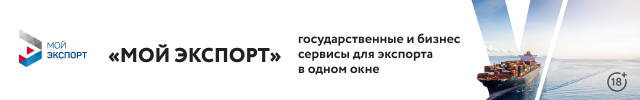 МОЙ
ЭКСПОРТ
«МОЙ ЭКСПОРТ»
государственные и бизнес
сервисы для экспорта
в одном окне
18+